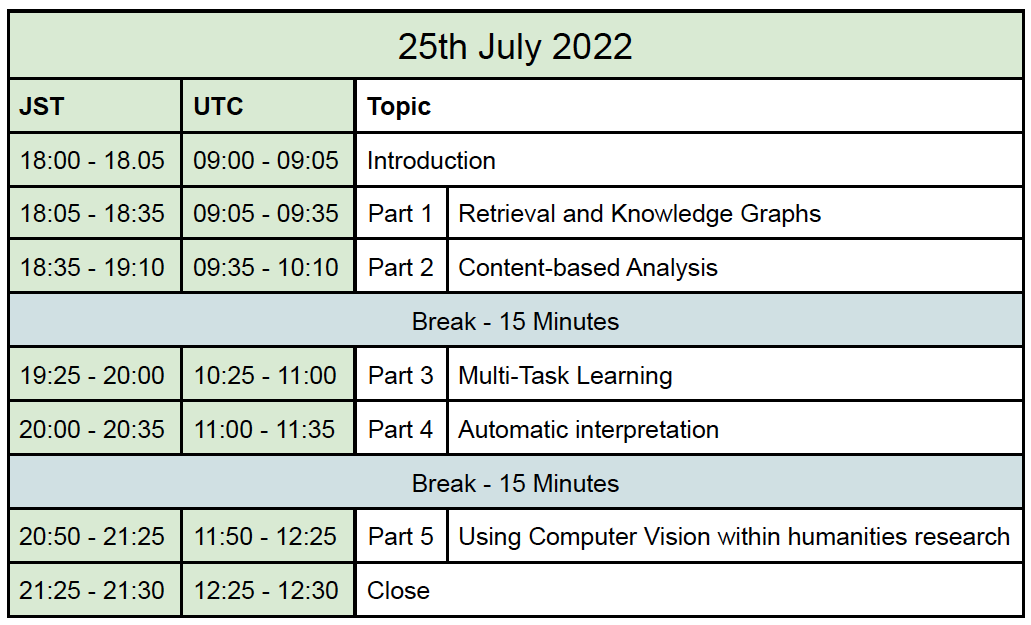 25th July 2022
JST UTC Topic
18:00 - 18.05 09:00 - 09:05 Introduction
18:05 - 18:35 09:05 - 09:35 Part 1 Retrieval and Knowledge Graphs
18:35 - 19:10 09:35 - 10:10 Part 2 Content-based Analysis
Break - 15 Minutes
19:25 - 20:00 10:25 - 11:00 Part 3 Multi-Task Learning
20:00 - 20:35 11:00 - 11:35 Part 4 Automatic interpretation
Break - 15 Minutes
20:50 - 21:25 11:50 - 12:25 Part 5 Using Computer Vision within humanities research
21:25 - 21:30 12:25 - 12:30 Close